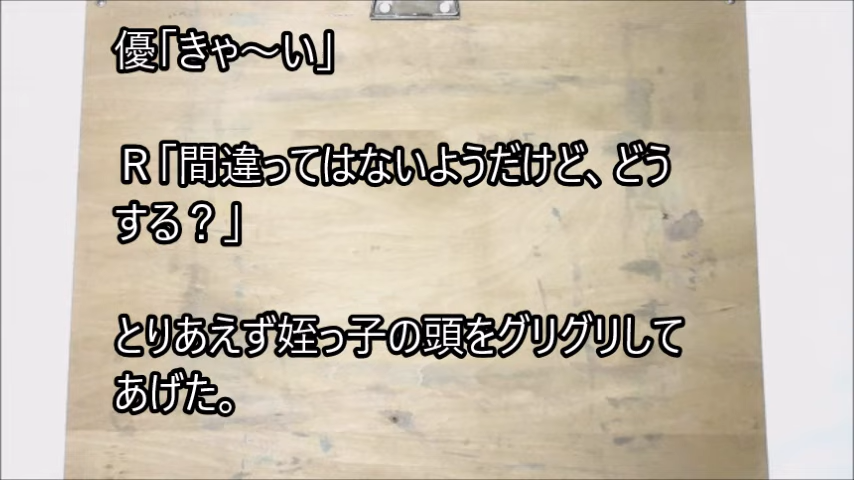 優「きゃ〜い」
R「間違ってはないようだけど、どう
する？」
とりあえず姪っ子の頭をグリグリして
あげた。